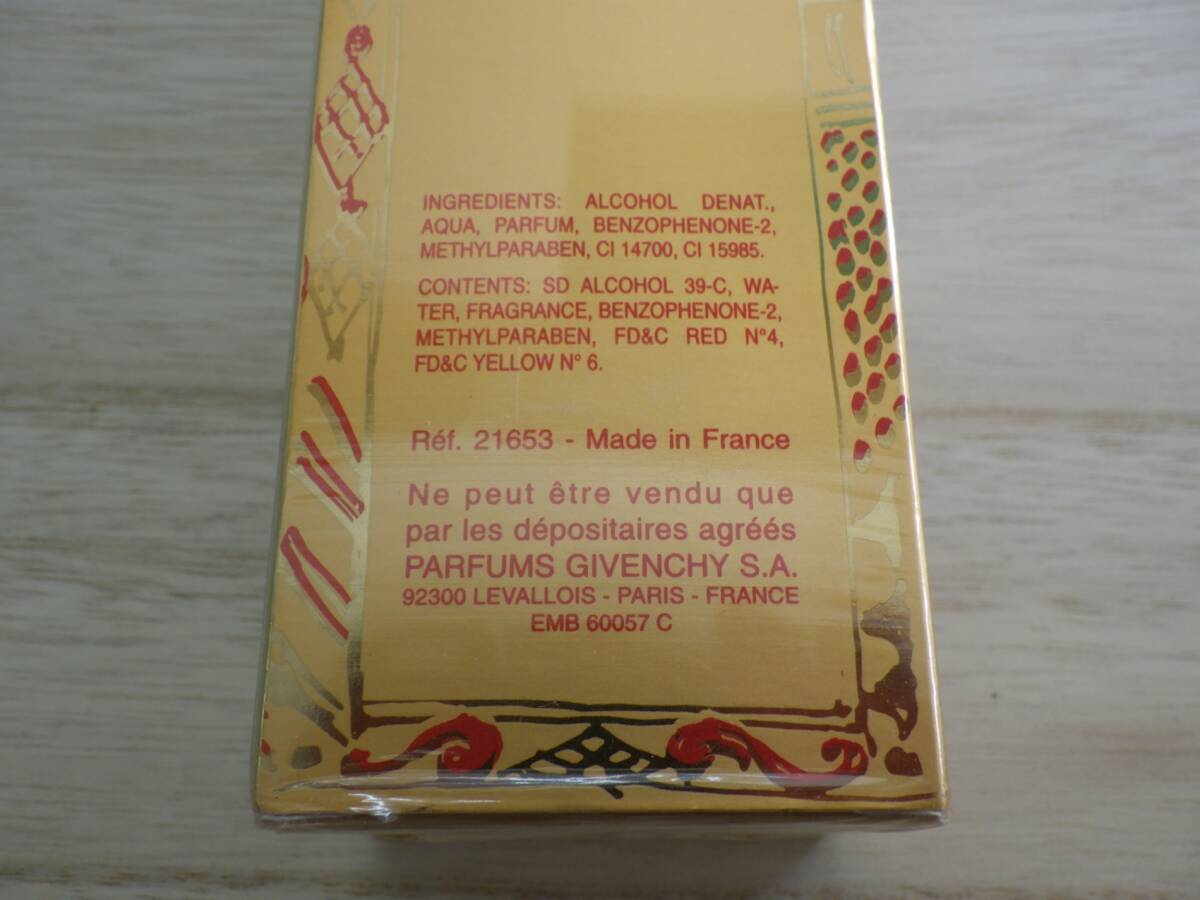 INGREDIENTS: ALCOHOL DENAT.,
AQUA, PARFUM, BENZOPHENONE-2,
METHYLPARABEN, CI 14700, CI 15985.
CONTENTS: SD ALCOHOL 39-C, WA-
TER, FRAGRANCE, BENZOPHENONE-2,
METHYLPARABEN, FD&C RED N°4,
FD&C YELLOW N° 6.
Réf. 21653 - Made in France
Ne peut être vendu que
par les dépositaires agréés
PARFUMS GIVENCHY S.A.
92300 LEVALLOIS - PARIS - FRANCE
EMB 60057 C